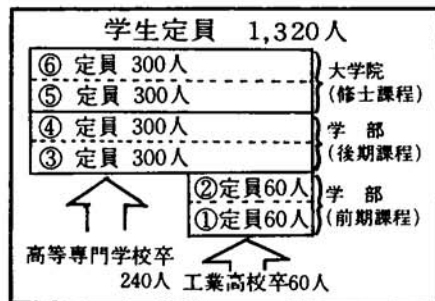 学生定員 1,320人
⑥ 定員 300人
⑤ 定員 300人
大学院
(修士課程)
④ 定員 300人
③ 定員 300人
学部
(後期課程)
②定員60人
①定員60人
学部
(前期課程)
高等専門学校卒
240人
工業高校卒60人